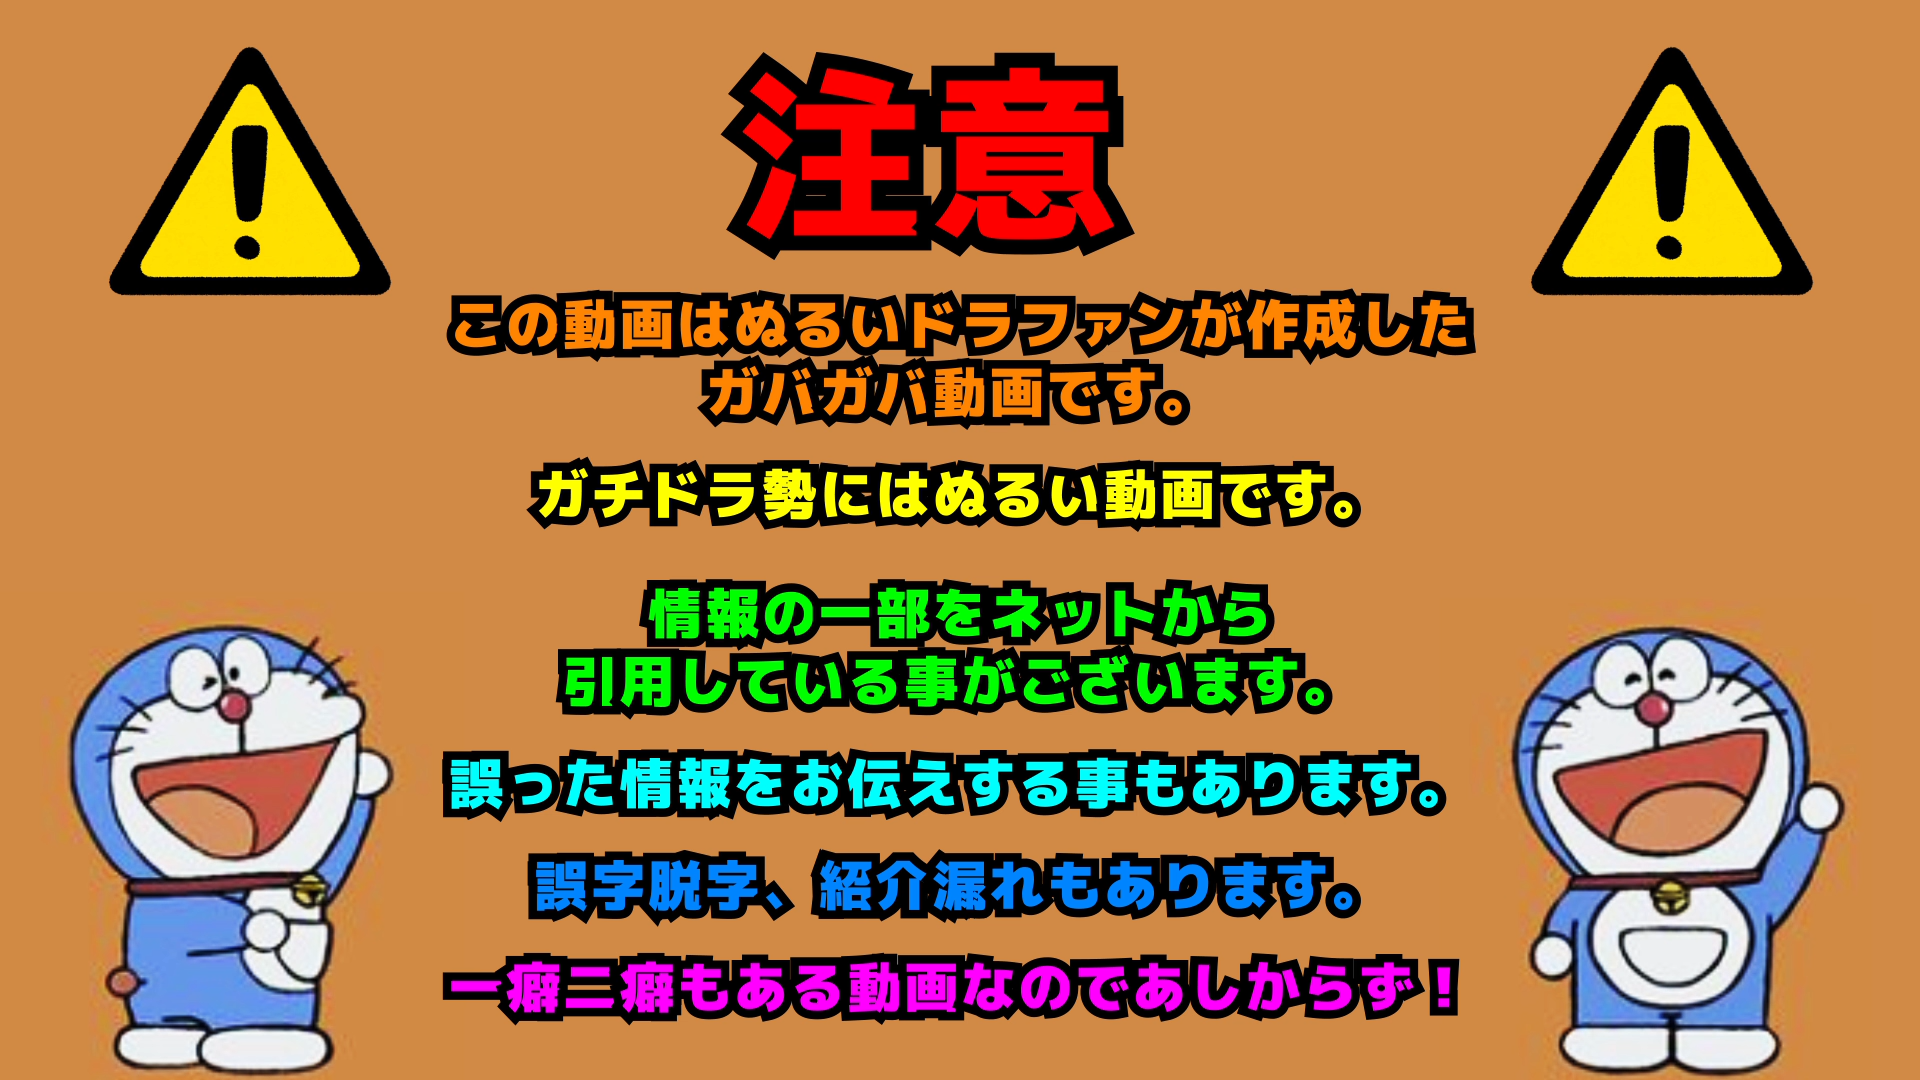 注意
この動画はぬるいドラファンが作成した
ガバガバ動画です。
ガチドラ勢にはぬるい動画です。
情報の一部をネットから
引用している事がございます。
誤った情報をお伝えする事もあります。
誤字脱字、紹介漏れもあります。
一癖二癖もある動画なのであしからず！